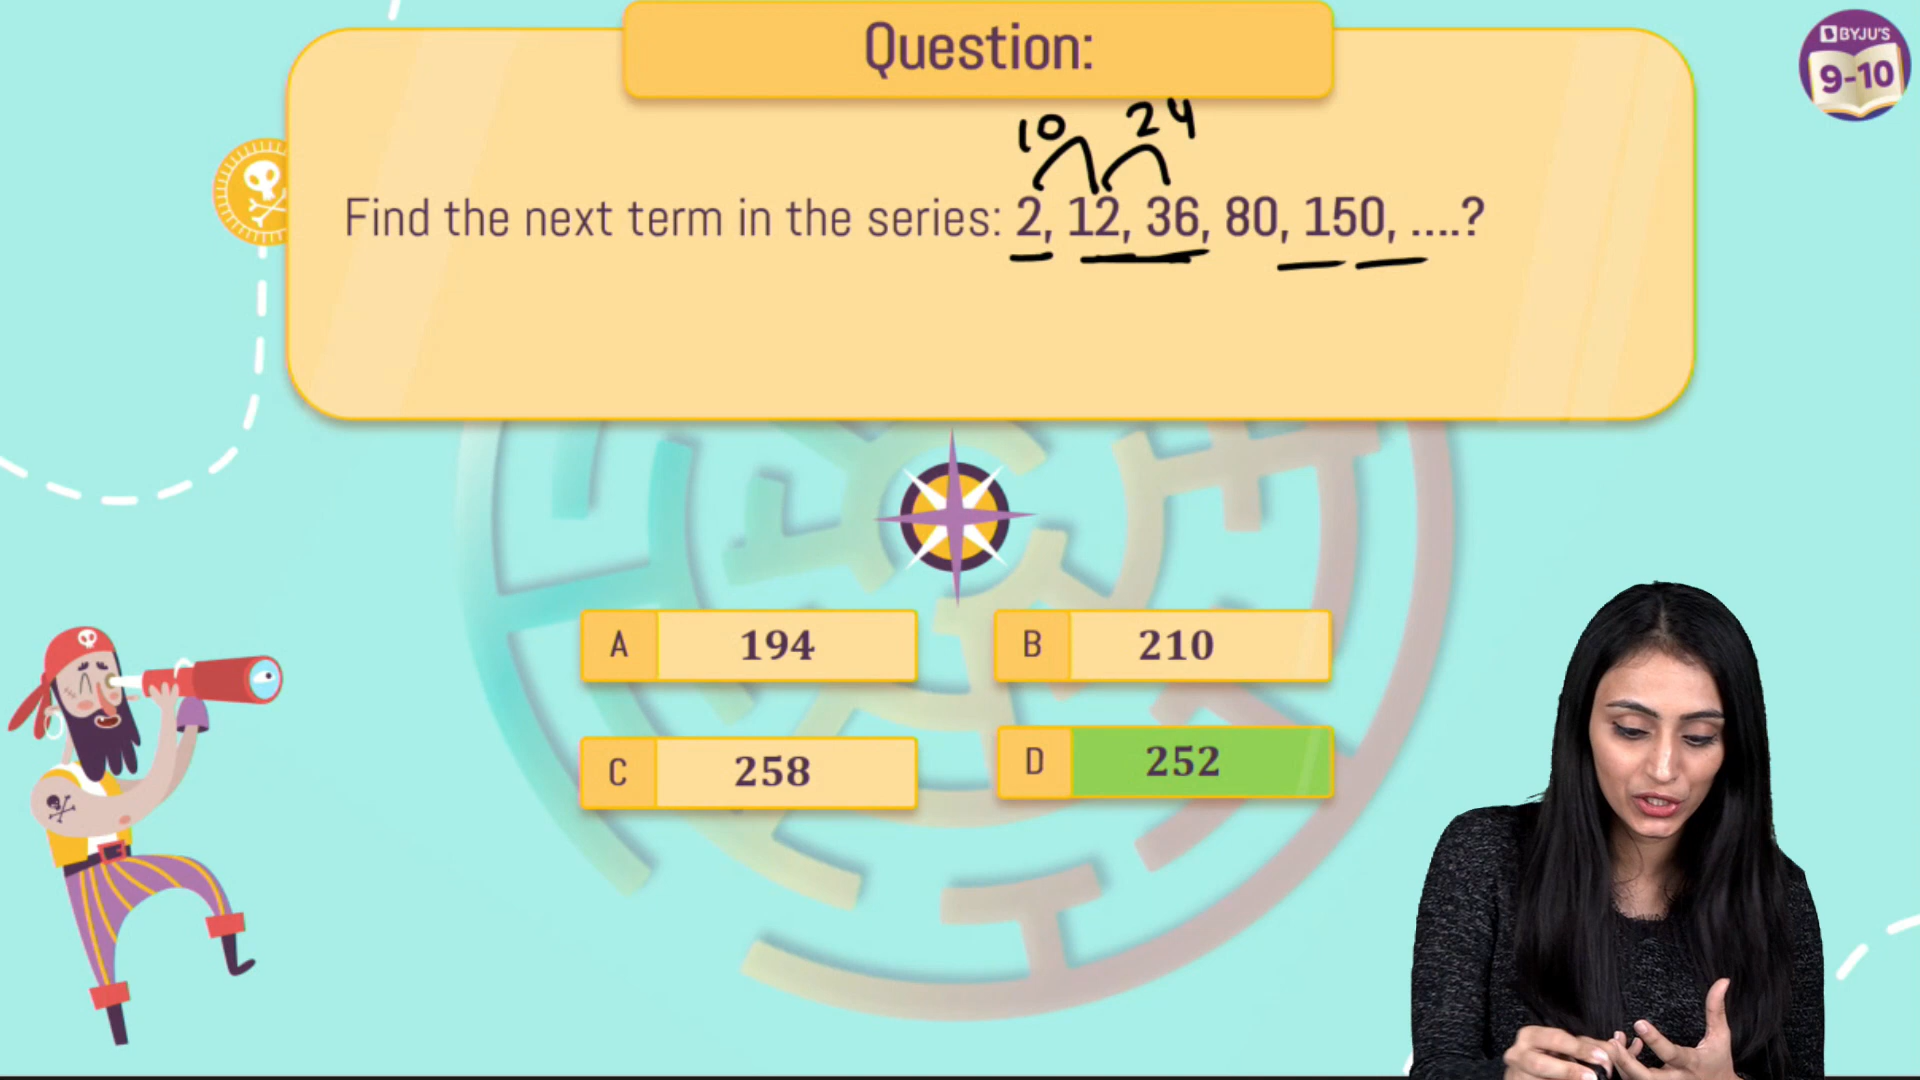 Question:
BYJU'S
9-10
10 24
Find the next term in the series: 2, 12, 36, 80, 150, ....?
A 194
B 210
C 258
D 252